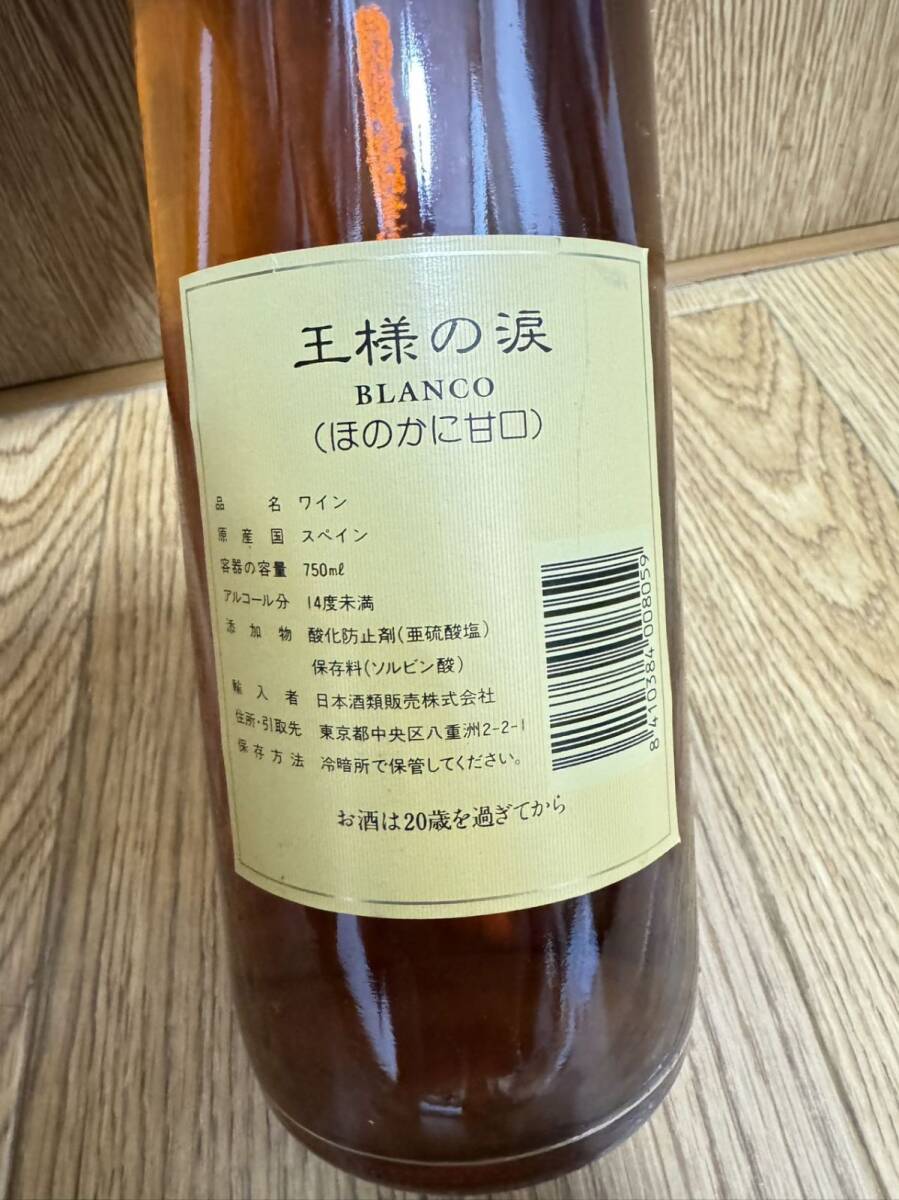 王様の涙
BLANCO
(ほのかに甘口)
品名 ワイン
原産国 スペイン
容器の容量 750ml
アルコール分 14度未満
添加物 酸化防止剤(亜硫酸塩)
保存料(ソルビン酸)
輸入者 日本酒類販売株式会社
住所・引取先 東京都中央区八重洲2-2-1
保存方法 冷暗所で保管してください。
お酒は20歳を過ぎてから
8 410384 008059